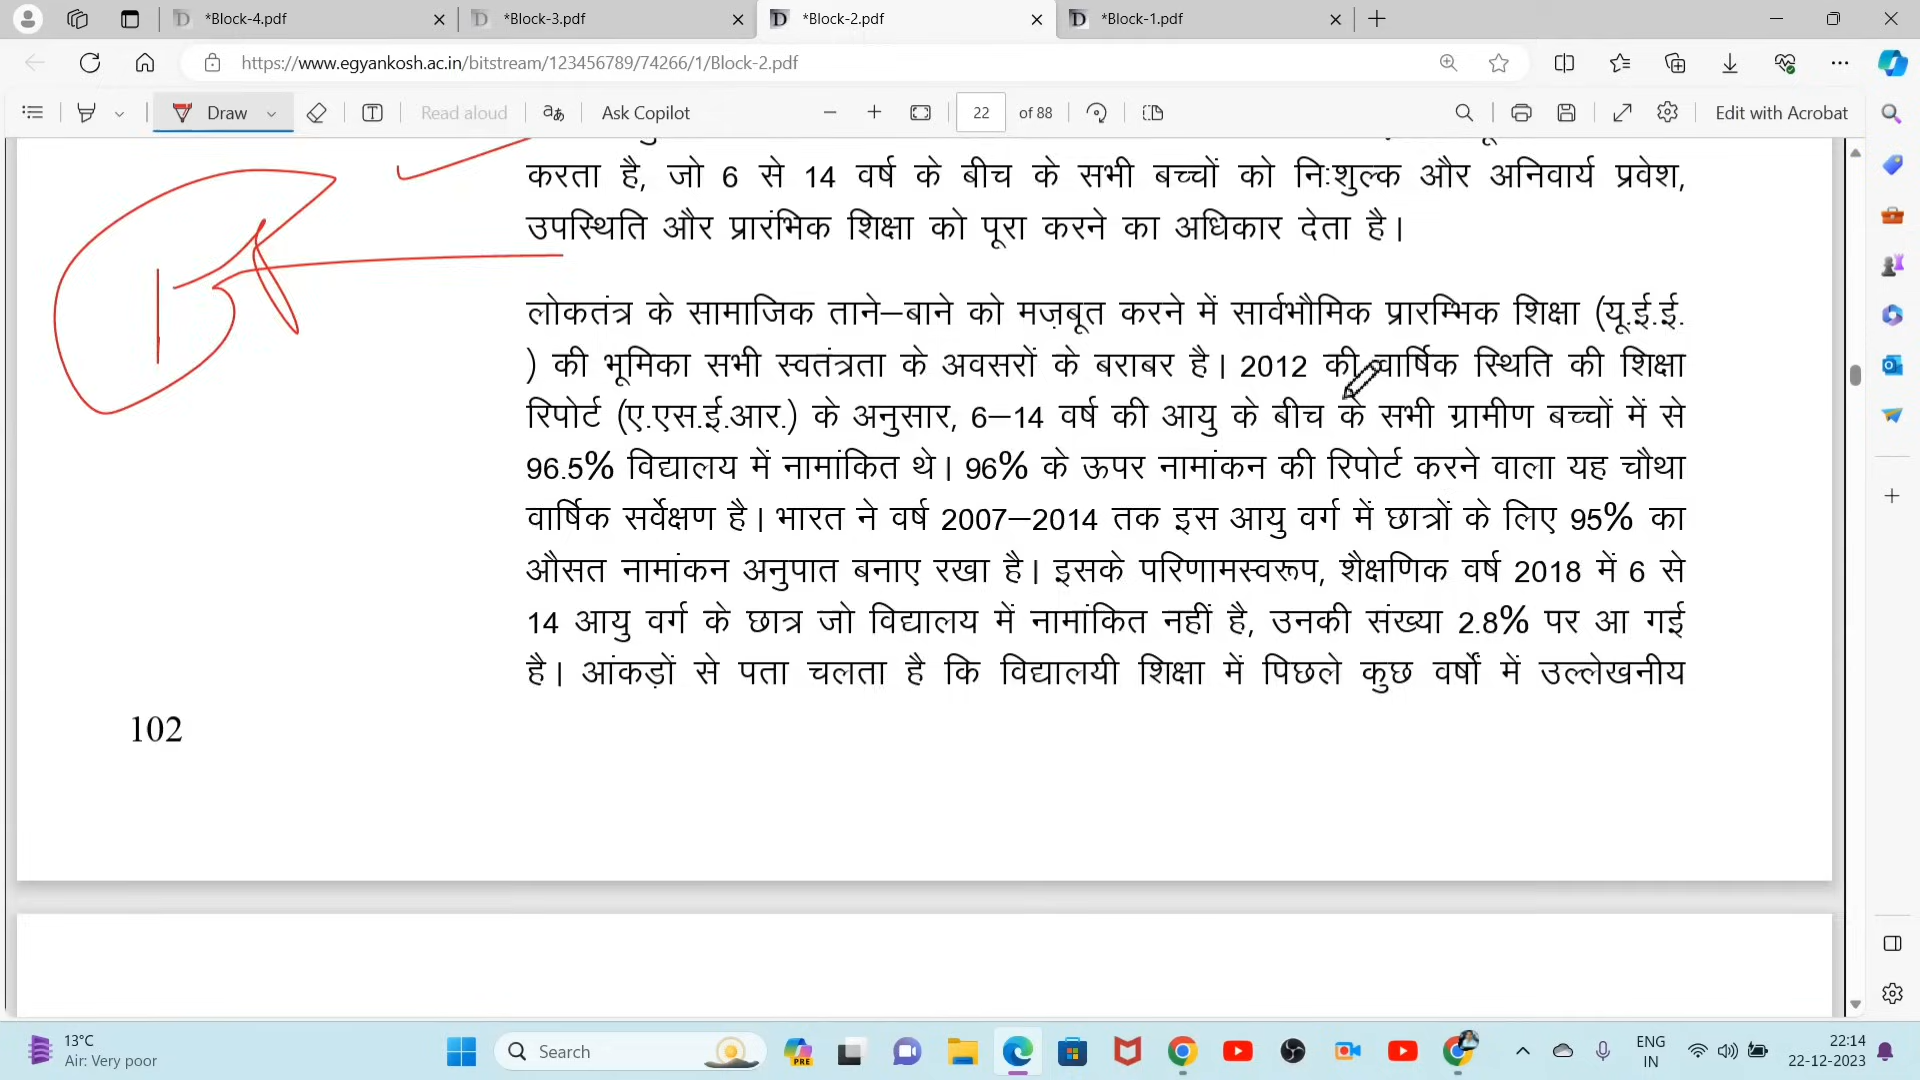 *Block-4.pdf
*Block-3.pdf
*Block-2.pdf
*Block-1.pdf
https://www.egyankosh.ac.in/bitstream/123456789/74266/1/Block-2.pdf
Draw
Read aloud
aあ
Ask Copilot
22
of 88
Edit with Acrobat
करता है, जो 6 से 14 वर्ष के बीच के सभी बच्चों को निःशुल्क और अनिवार्य प्रवेश,
उपस्थिति और प्रारंभिक शिक्षा को पूरा करने का अधिकार देता है।
लोकतंत्र के सामाजिक ताने–बाने को मज़बूत करने में सार्वभौमिक प्रारम्भिक शिक्षा (यू.ई.ई.
) की भूमिका सभी स्वतंत्रता के अवसरों के बराबर है। 2012 की वार्षिक स्थिति की शिक्षा
रिपोर्ट (ए.एस.ई.आर.) के अनुसार, 6–14 वर्ष की आयु के बीच के सभी ग्रामीण बच्चों में से
96.5% विद्यालय में नामांकित थे। 96% के ऊपर नामांकन की रिपोर्ट करने वाला यह चौथा
वार्षिक सर्वेक्षण है। भारत ने वर्ष 2007–2014 तक इस आयु वर्ग में छात्रों के लिए 95% का
औसत नामांकन अनुपात बनाए रखा है। इसके परिणामस्वरूप, शैक्षणिक वर्ष 2018 में 6 से
14 आयु वर्ग के छात्र जो विद्यालय में नामांकित नहीं है, उनकी संख्या 2.8% पर आ गई
है। आंकड़ों से पता चलता है कि विद्यालयी शिक्षा में पिछले कुछ वर्षों में उल्लेखनीय
102
13°C
Air: Very poor
Search
PRE
ENG
IN
22:14
22-12-2023